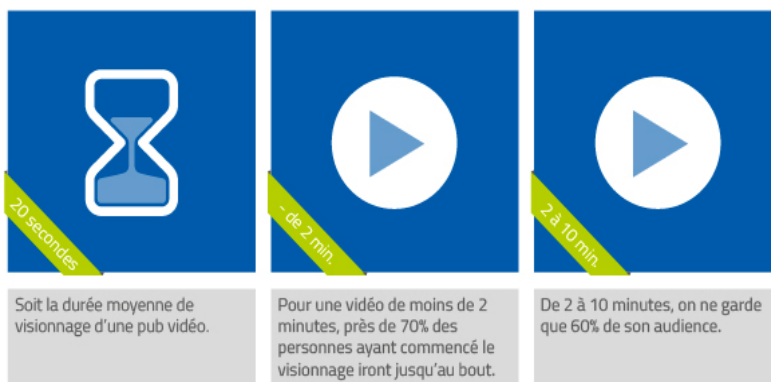 20 secondes
Soit la durée moyenne de
visionnage d'une pub vidéo.
- de 2 min.
Pour une vidéo de moins de 2
minutes, près de 70% des
personnes ayant commencé le
visionnage iront jusqu'au bout.
2 à 10 min.
De 2 à 10 minutes, on ne garde
que 60% de son audience.